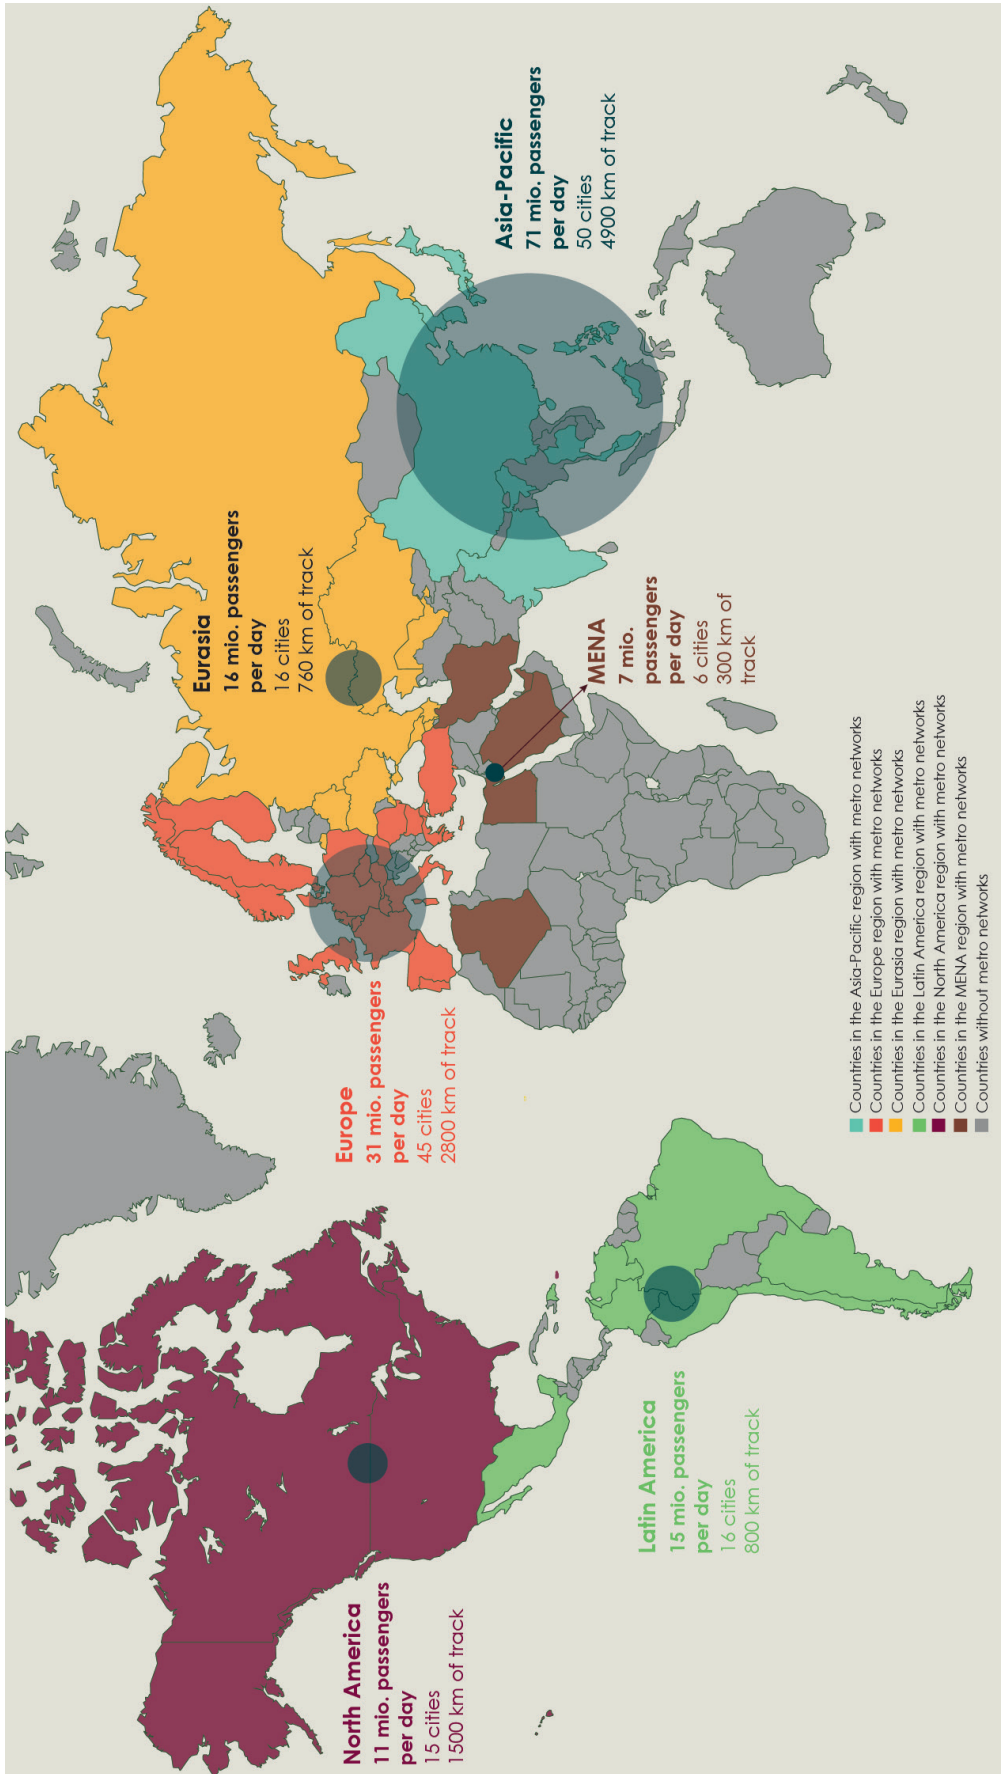 North America
11 mio. passengers
per day
15 cities
1500 km of track
Latin America
15 mio. passengers
per day
16 cities
800 km of track
Europe
31 mio. passengers
per day
45 cities
2800 km of track
Eurasia
16 mio. passengers
per day
16 cities
760 km of track
MENA
7 mio.
passengers
per day
6 cities
300 km of
track
Asia-Pacific
71 mio. passengers
per day
50 cities
4900 km of track
Countries in the Asia-Pacific region with metro networks
Countries in the Europe region with metro networks
Countries in the Eurasia region with metro networks
Countries in the Latin America region with metro networks
Countries in the North America region with metro networks
Countries in the MENA region with metro networks
Countries without metro networks